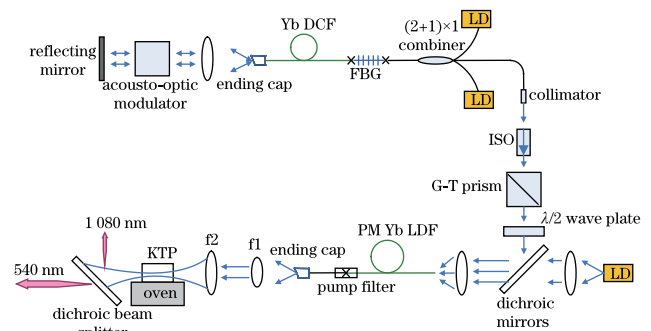 Yb DCF
(2+1)×1
combiner
LD
reflecting
mirror
acousto-optic
modulator
ending cap
FBG
LD
collimator
ISO
G-T prism
λ/2 wave plate
1 080 nm
540 nm
KTP
oven
f2
f1
ending cap
PM Yb LDF
pump filter
LD
dichroic
mirrors
dichroic beam
splitter